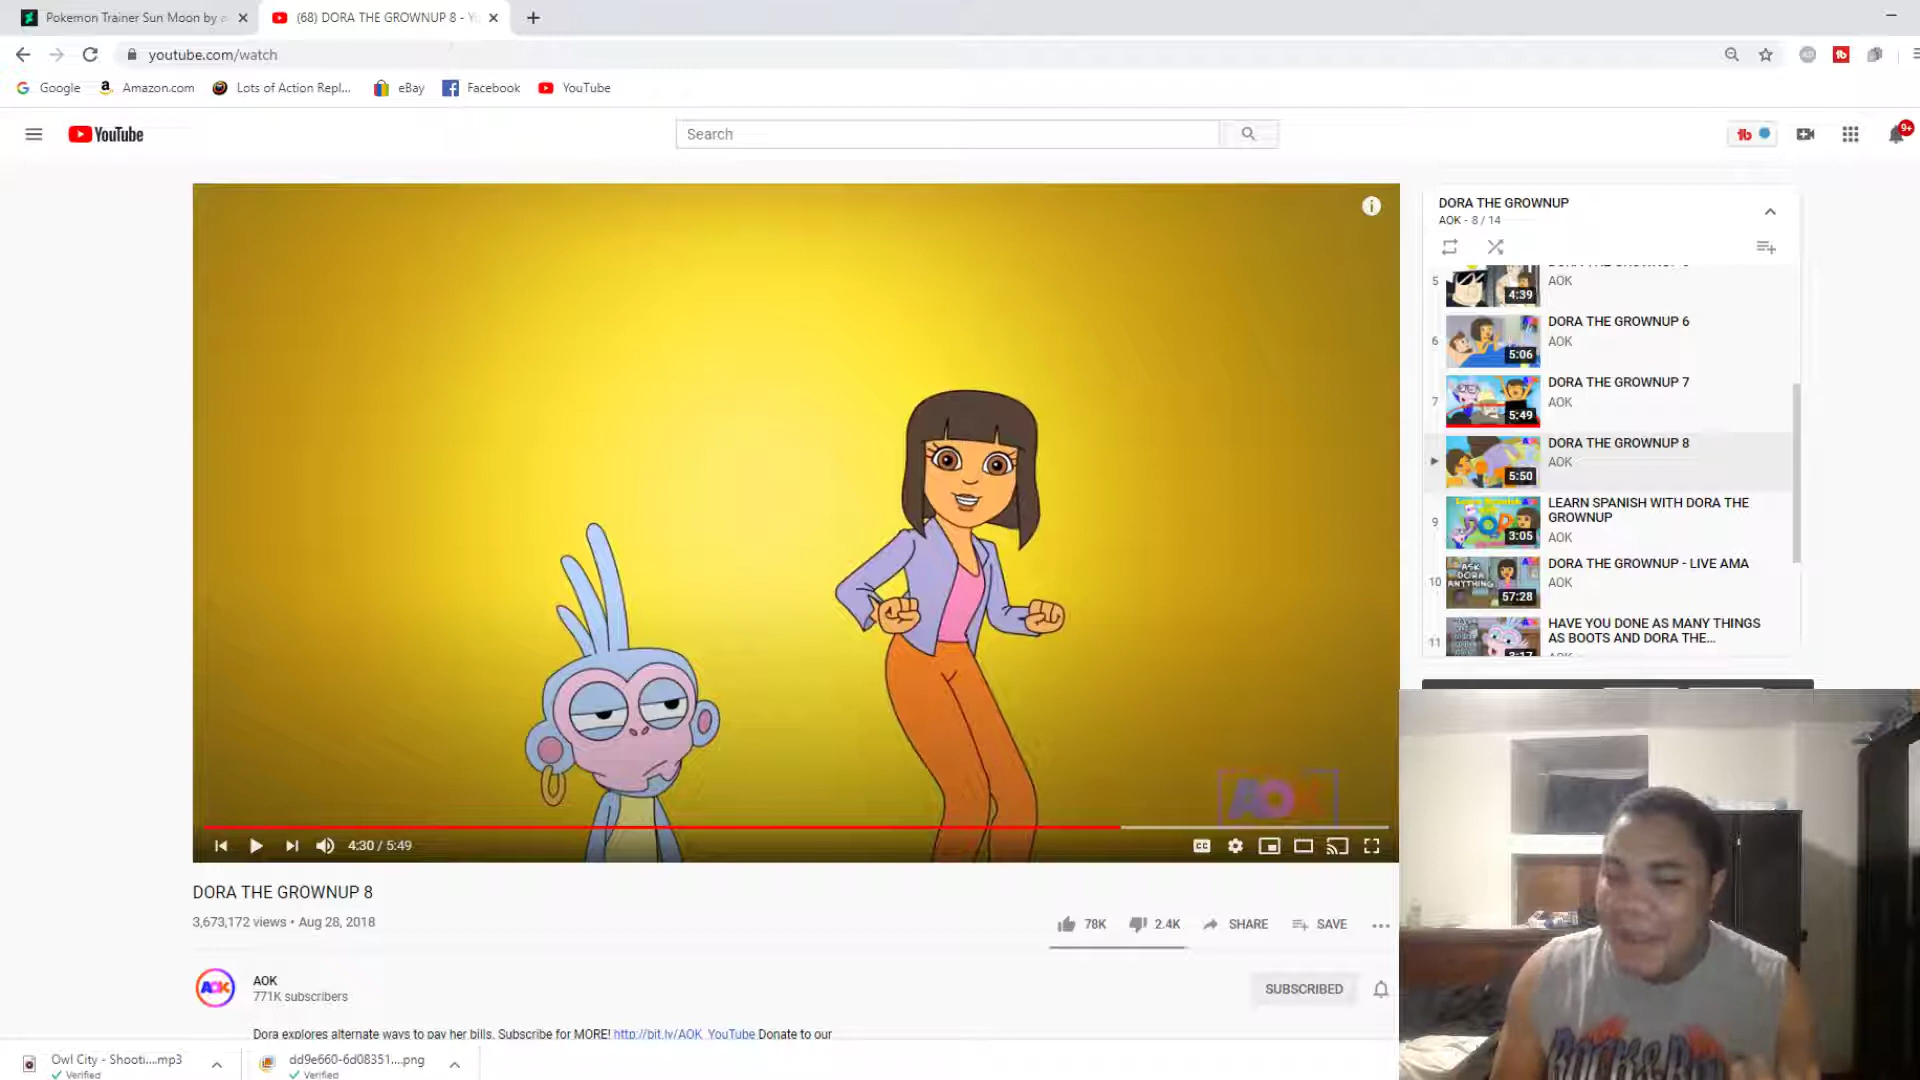 Pokemon Trainer Sun Moon by
(68) DORA THE GROWNUP 8 - Yo
youtube.com/watch
Google
Amazon.com
Lots of Action Repl...
eBay
Facebook
YouTube
YouTube
Search
9+
DORA THE GROWNUP
AOK - 8 / 14
5
4:39
AOK
6
5:06
DORA THE GROWNUP 6
AOK
7
5:49
DORA THE GROWNUP 7
AOK
5:50
DORA THE GROWNUP 8
AOK
9
3:05
LEARN SPANISH WITH DORA THE
GROWNUP
AOK
10
ASK
DORA
ANYTHING
57:28
DORA THE GROWNUP - LIVE AMA
AOK
11
HAVE YOU DONE AS MANY THINGS
AS BOOTS AND DORA THE...
AOK
4:30 / 5:49
CC
DORA THE GROWNUP 8
3,673,172 views • Aug 28, 2018
78K
2.4K
SHARE
SAVE
AOK
AOK
771K subscribers
SUBSCRIBED
Dora explores alternate ways to pay her bills. Subscribe for MORE! http://bit.ly/AOK_YouTube Donate to our
Owl City - Shooti....mp3
Verified
dd9e660-6d08351....png
Verified